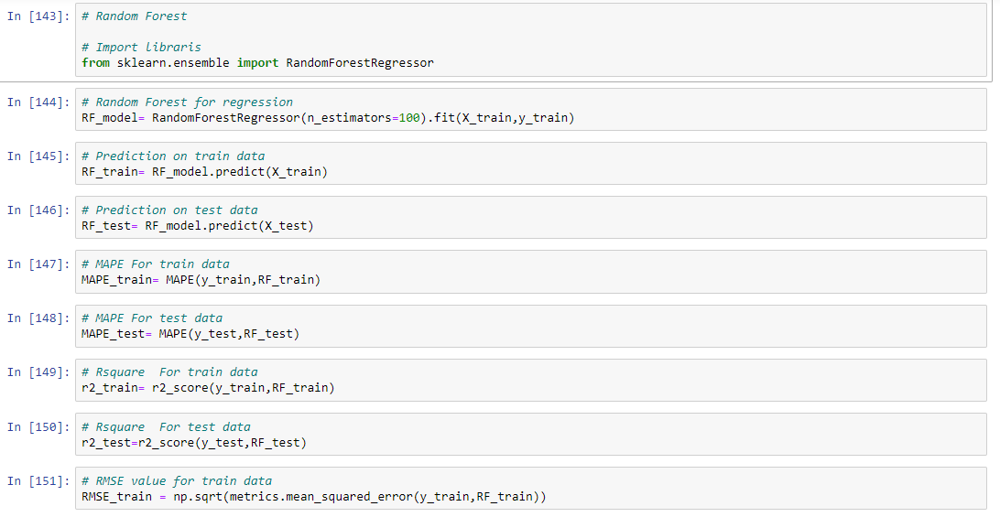 In [143]: # Random Forest
# Import libraris
from sklearn.ensemble import RandomForestRegressor
In [144]: # Random Forest for regression
RF_model= RandomForestRegressor(n_estimators=100).fit(X_train,y_train)
In [145]: # Prediction on train data
RF_train= RF_model.predict(X_train)
In [146]: # Prediction on test data
RF_test= RF_model.predict(X_test)
In [147]: # MAPE For train data
MAPE_train= MAPE(y_train,RF_train)
In [148]: # MAPE For test data
MAPE_test= MAPE(y_test,RF_test)
In [149]: # Rsquare  For train data
r2_train= r2_score(y_train,RF_train)
In [150]: # Rsquare  For test data
r2_test=r2_score(y_test,RF_test)
In [151]: # RMSE value for train data
RMSE_train = np.sqrt(metrics.mean_squared_error(y_train,RF_train))